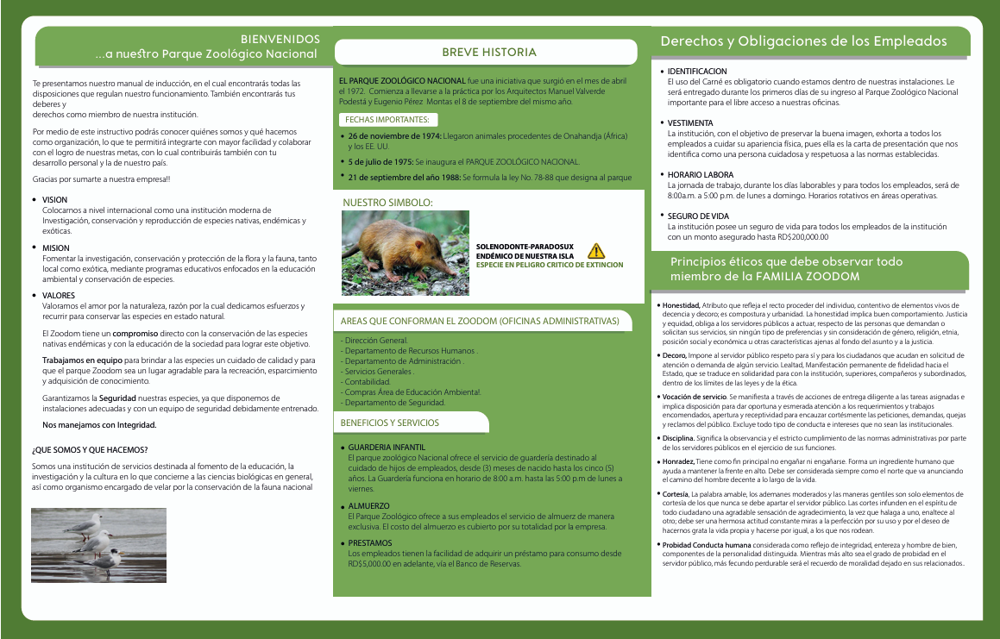 BIENVENIDOS
...a nuestro Parque Zoológico Nacional
Te presentamos nuestro manual de inducción, en el cual encontrarás todas las
disposiciones que regulan nuestro funcionamiento. También encontrarás tus
deberes y
derechos como miembro de nuestra institución.
Por medio de este instructivo podrás conocer quiénes somos y qué hacemos
como organización, lo que te permitirá integrarte con mayor facilidad y colaborar
con el logro de nuestras metas, con lo cual contribuirás también con tu
desarrollo personal y la de nuestro país.
Gracias por sumarte a nuestra empresa!!
• VISION
Colocarnos a nivel internacional como una institución moderna de
Investigación, conservación y reproducción de especies nativas, endémicas y
exóticas.
• MISION
Fomentar la investigación, conservación y protección de la flora y la fauna, tanto
local como exótica, mediante programas educativos enfocados en la educación
ambiental y conservación de especies.
• VALORES
Valoramos el amor por la naturaleza, razón por la cual dedicamos esfuerzos y
recurrir para conservar las especies en estado natural.
El Zoodom tiene un compromiso directo con la conservación de las especies
nativas endémicas y con la educación de la sociedad para lograr este objetivo.
Trabajamos en equipo para brindar a las especies un cuidado de calidad y para
que el parque Zoodom sea un lugar agradable para la recreación, esparcimiento
y adquisición de conocimiento.
Garantizamos la Seguridad nuestras especies, ya que disponemos de
instalaciones adecuadas y con un equipo de seguridad debidamente entrenado.
Nos manejamos con Integridad.
¿QUE SOMOS Y QUE HACEMOS?
Somos una institución de servicios destinada al fomento de la educación, la
investigación y la cultura en lo que concierne a las ciencias biológicas en general,
así como organismo encargado de velar por la conservación de la fauna nacional
BREVE HISTORIA
EL PARQUE ZOOLÓGICO NACIONAL fue una iniciativa que surgió en el mes de abril
el 1972. Comienza a llevarse a la práctica por los Arquitectos Manuel Valverde
Podestá y Eugenio Pérez Montas el 8 de septiembre del mismo año.
FECHAS IMPORTANTES:
• 26 de noviembre de 1974: Llegaron animales procedentes de Onahandja (África)
y los EE. UU.
• 5 de julio de 1975: Se inaugura el PARQUE ZOOLÓGICO NACIONAL.
• 21 de septiembre del año 1988: Se formula la ley No. 78-88 que designa al parque
NUESTRO SIMBOLO:
SOLENODONTE-PARADOSUX
ENDÉMICO DE NUESTRA ISLA
ESPECIE EN PELIGRO CRITICO DE EXTINCION
AREAS QUE CONFORMAN EL ZOODOM (OFICINAS ADMINISTRATIVAS)
- Dirección General.
- Departamento de Recursos Humanos .
- Departamento de Administración .
- Servicios Generales .
- Contabilidad.
- Compras Área de Educación Ambiental.
- Departamento de Seguridad.
BENEFICIOS Y SERVICIOS
• GUARDERIA INFANTIL
El parque zoológico Nacional ofrece el servicio de guardería destinado al
cuidado de hijos de empleados, desde (3) meses de nacido hasta los cinco (5)
años. La Guardería funciona en horario de 8:00 a.m. hasta las 5:00 p.m de lunes a
viernes.
• ALMUERZO
El Parque Zoológico ofrece a sus empleados el servicio de almuerz de manera
exclusiva. El costo del almuerzo es cubierto por su totalidad por la empresa.
• PRESTAMOS
Los empleados tienen la facilidad de adquirir un préstamo para consumo desde
RD$5,000.00 en adelante, vía el Banco de Reservas.
Derechos y Obligaciones de los Empleados
• IDENTIFICACION
El uso del Carné es obligatorio cuando estamos dentro de nuestras instalaciones. Le
será entregado durante los primeros días de su ingreso al Parque Zoológico Nacional
importante para el libre acceso a nuestras oficinas.
• VESTIMENTA
La institución, con el objetivo de preservar la buena imagen, exhorta a todos los
empleados a cuidar su apariencia física, pues ella es la carta de presentación que nos
identifica como una persona cuidadosa y respetuosa a las normas establecidas.
• HORARIO LABORA
La jornada de trabajo, durante los días laborables y para todos los empleados, será de
8:00a.m. a 5:00 p.m. de lunes a domingo. Horarios rotativos en áreas operativas.
• SEGURO DE VIDA
La institución posee un seguro de vida para todos los empleados de la institución
con un monto asegurado hasta RD$200,000.00
Principios éticos que debe observar todo
miembro de la FAMILIA ZOODOM
• Honestidad, Atributo que refleja el recto proceder del individuo, contentivo de elementos vivos de
decencia y decoro; es compostura y urbanidad. La honestidad implica buen comportamiento. Justicia
y equidad, obliga a los servidores públicos a actuar, respecto de las personas que demandan o
solicitan sus servicios, sin ningún tipo de preferencias y sin consideración de género, religión, etnia,
posición social y económica u otras características ajenas al fondo del asunto y a la justicia.
• Decoro, Impone al servidor público respeto para sí y para los ciudadanos que acudan en solicitud de
atención o demanda de algún servicio. Lealtad, Manifestación permanente de fidelidad hacia el
Estado, que se traduce en solidaridad para con la institución, superiores, compañeros y subordinados,
dentro de los límites de las leyes y de la ética.
• Vocación de servicio. Se manifiesta a través de acciones de entrega diligente a las tareas asignadas e
implica disposición para dar oportuna y esmerada atención a los requerimientos y trabajos
encomendados, apertura y receptividad para encauzar cortésmente las peticiones, demandas, quejas
y reclamos del público. Excluye todo tipo de conducta e intereses que no sean las institucionales.
• Disciplina. Significa la observancia y el estricto cumplimiento de las normas administrativas por parte
de los servidores públicos en el ejercicio de sus funciones.
• Honradez, Tiene como fin principal no engañar ni engañarse. Forma un ingrediente humano que
ayuda a mantener la frente en alto. Debe ser considerada siempre como el norte que va anunciando
el camino del hombre decente a lo largo de la vida.
• Cortesía, La palabra amable, los ademanes moderados y las maneras gentiles son solo elementos de
cortesía de los que nunca se debe apartar el servidor público. Las cortes infunden en el espíritu de
todo ciudadano una agradable sensación de agradecimiento, la vez que halaga a uno, enaltece al
otro; debe ser una hermosa actitud constante miras a la perfección por su uso y por el deseo de
hacernos grata la vida propia y hacerse por igual, a los que nos rodean.
• Probidad Conducta humana considerada como reflejo de integridad, entereza y hombre de bien,
componentes de la personalidad distinguida. Mientras más alto sea el grado de probidad en el
servidor público, más fecundo perdurable será el recuerdo de moralidad dejado en sus relacionados..